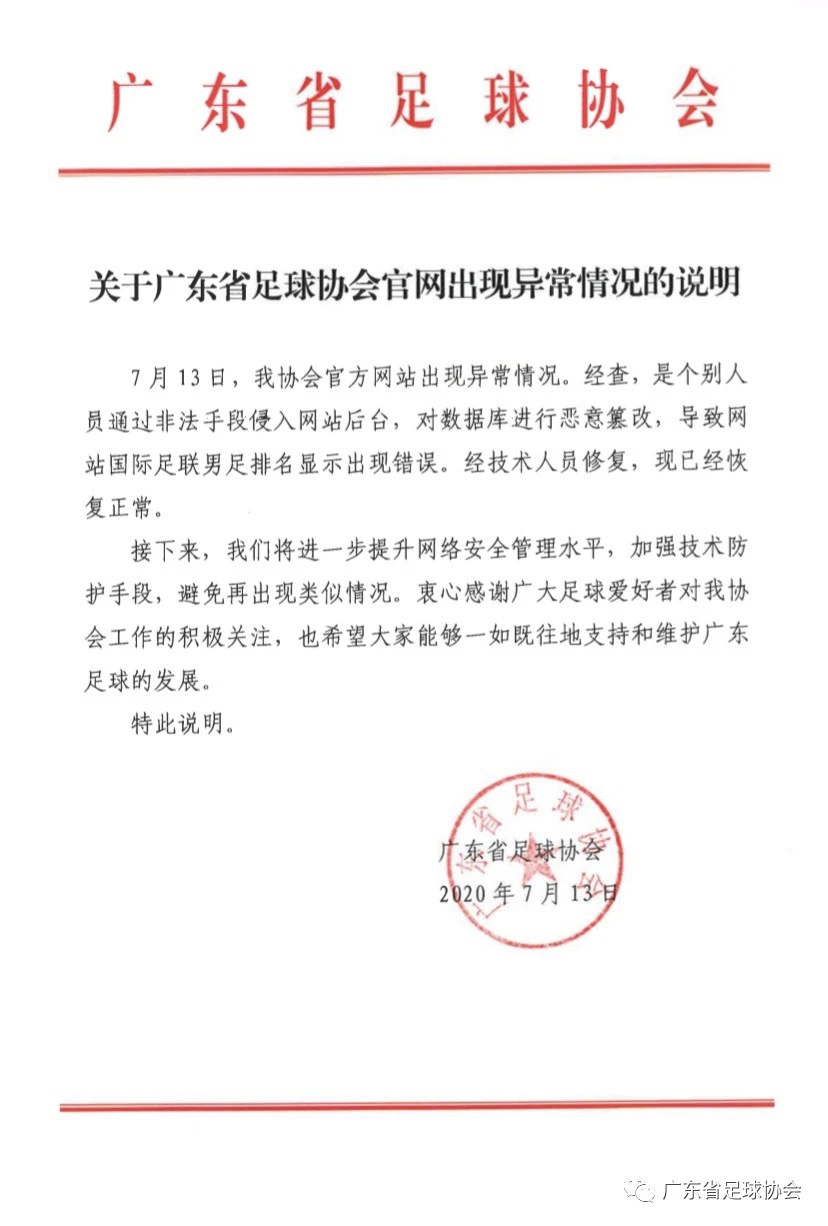 广东省足球协会
关于广东省足球协会官网出现异常情况的说明
7月13日，我协会官方网站出现异常情况。经查，是个别人
员通过非法手段侵入网站后台，对数据库进行恶意篡改，导致网
站国际足联男足排名显示出现错误。经技术人员修复，现已经恢
复正常。
接下来，我们将进一步提升网络安全管理水平，加强技术防
护手段，避免再出现类似情况。衷心感谢广大足球爱好者对我协
会工作的积极关注，也希望大家能够一如既往地支持和维护广东
足球的发展。
特此说明。
广东省足球协会
广东省足球协会
2020年7月13日
广东省足球协会